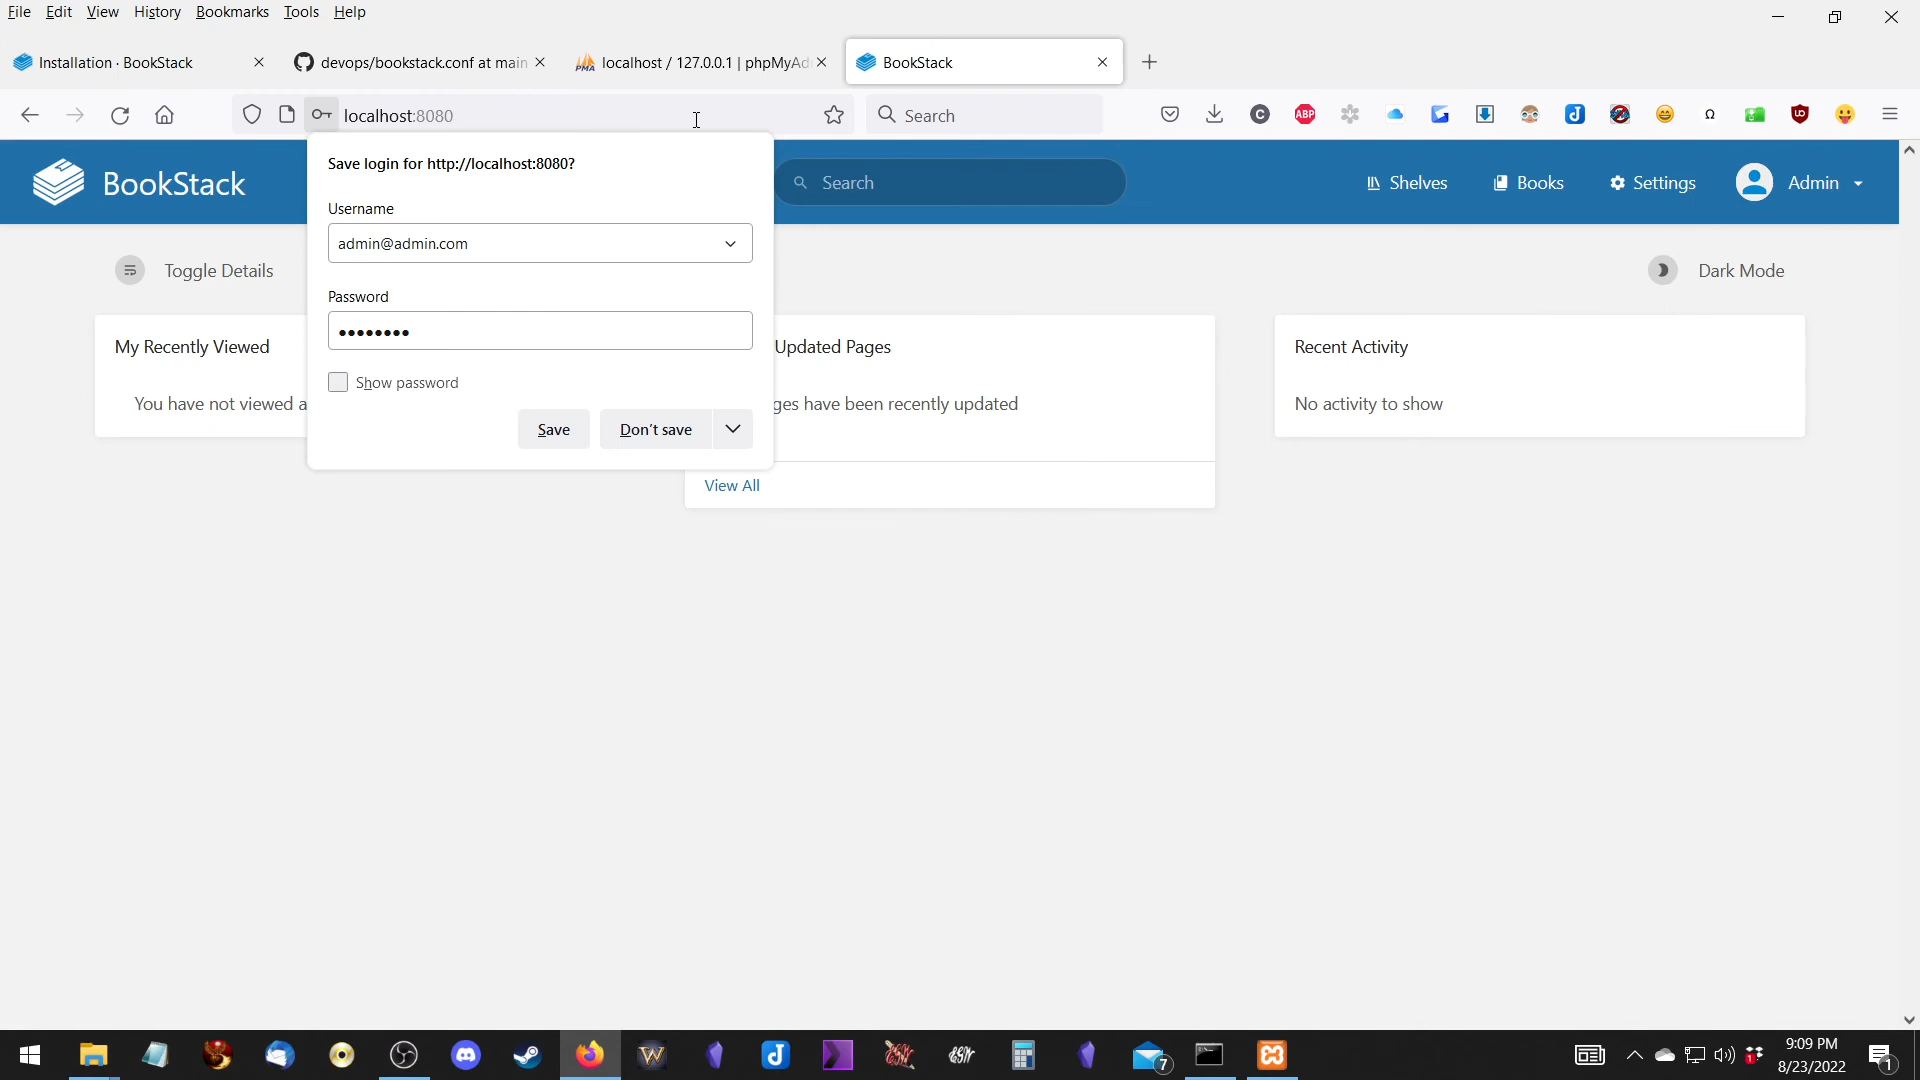 File Edit View History Bookmarks Tools Help
Installation · BookStack
devops/bookstack.conf at main
localhost / 127.0.0.1 | phpMyAd
BookStack
localhost:8080
Search
C ABP Ω
Save login for http://localhost:8080?
Username
admin@admin.com
Password
Show password
Save Don't save
BookStack
Search
Shelves Books Settings Admin
Toggle Details
Dark Mode
My Recently Viewed
You have not viewed a
Updated Pages
ges have been recently updated
View All
Recent Activity
No activity to show
7
1
9:09 PM
8/23/2022
1